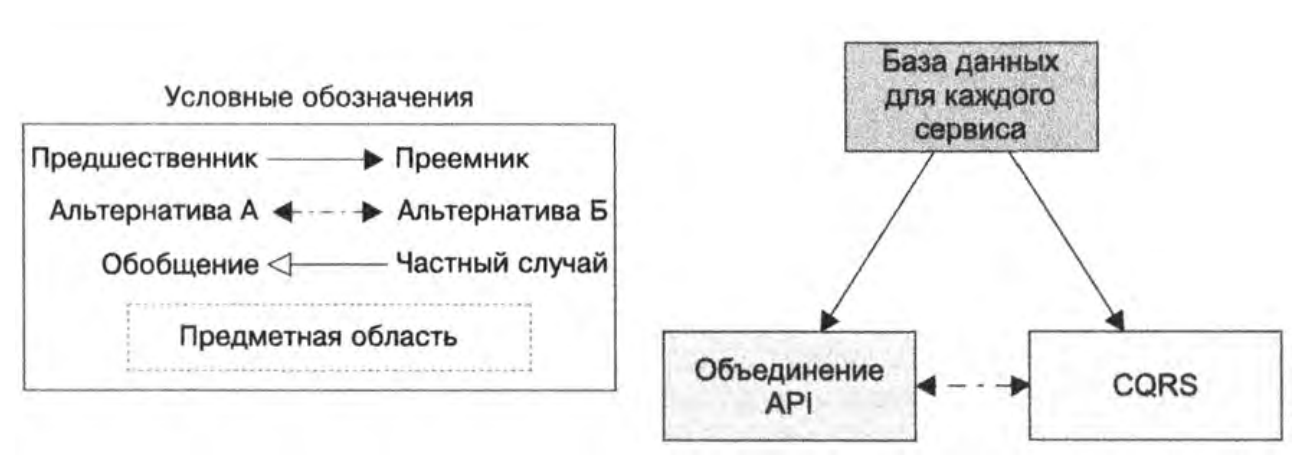 Условные обозначения
Предшественник Преемник
Альтернатива А Альтернатива Б
Обобщение Частный случай
Предметная область
База данных
для каждого
сервиса
Объединение
API
CQRS